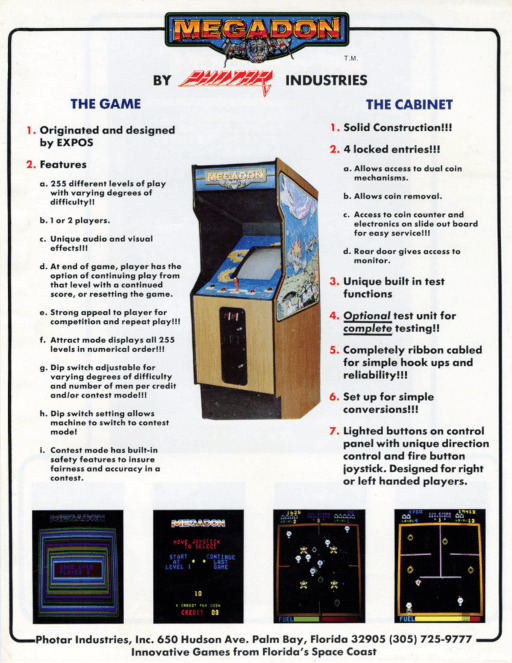 MEGADON
T.M.
BY PHOTAR INDUSTRIES
THE GAME
1. Originated and designed
by EXPOS
2. Features
a. 255 different levels of play
with varying degrees of
difficulty!!
b. 1 or 2 players.
c. Unique audio and visual
effects!!!
d. At end of game, player has the
option of continuing play from
that level with a continued
score, or resetting the game.
e. Strong appeal to player for
competition and repeat play!!!
f. Attract mode displays all 255
levels in numerical order!!!
g. Dip switch adjustable for
varying degrees of difficulty
and number of men per credit
and/or contest mode!!!
h. Dip switch setting allows
machine to switch to contest
mode!
i. Contest mode has built-in
safety features to insure
fairness and accuracy in a
contest.
MEGADON
THE CABINET
1. Solid Construction!!!
2. 4 locked entries!!!
a. Allows access to dual coin
mechanisms.
b. Allows coin removal.
c. Access to coin counter and
electronics on slide out board
for easy service!!!
d. Rear door gives access to
monitor.
3. Unique built in test
functions
4. Optional test unit for
complete testing!!
5. Completely ribbon cabled
for simple hook ups and
reliability!!!
6. Set up for simple
conversions!!!
7. Lighted buttons on control
panel with unique direction
control and fire button
joystick. Designed for right
or left handed players.
MEGADON
GAME OVER
PLAYER
MEGADON
MOVE JOYSTICK
TO SELECT
START CONTINUE
AT LAST
LEVEL 1 GAME
10
1 CREDIT PER COIN
CREDIT 03
FUEL
FUEL
Photar Industries, Inc. 650 Hudson Ave. Palm Bay, Florida 32905 (305) 725-9777
Innovative Games from Florida's Space Coast